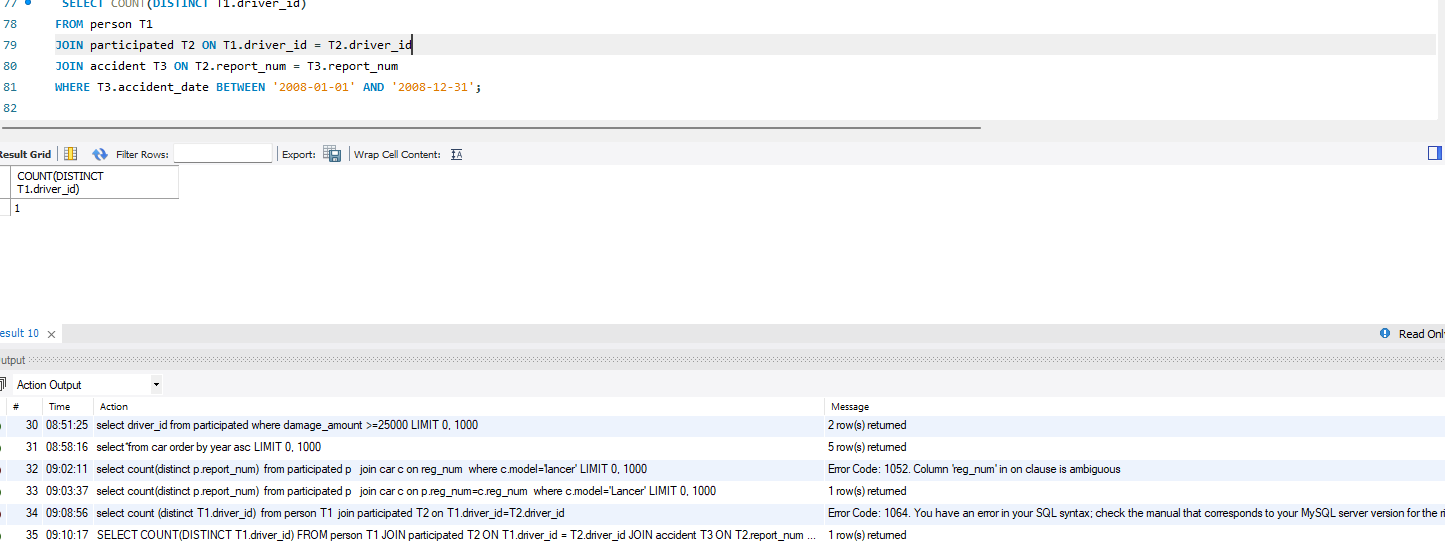 77 SELECT COUNT(DISTINCT T1.driver_id)
78 FROM person T1
79 JOIN participated T2 ON T1.driver_id = T2.driver_id
80 JOIN accident T3 ON T2.report_num = T3.report_num
81 WHERE T3.accident_date BETWEEN '2008-01-01' AND '2008-12-31';
82
Result Grid Filter Rows: Export: Wrap Cell Content:
COUNT(DISTINCT
T1.driver_id)
1
esult 10 Read Onl
utput
Action Output
# Time Action Message
30 08:51:25 select driver_id from participated where damage_amount >=25000 LIMIT 0, 1000 2 row(s) returned
31 08:58:16 select*from car order by year asc LIMIT 0, 1000 5 row(s) returned
32 09:02:11 select count(distinct p.report_num) from participated p join car c on reg_num where c.model='lancer' LIMIT 0, 1000 Error Code: 1052. Column 'reg_num' in on clause is ambiguous
33 09:03:37 select count(distinct p.report_num) from participated p join car c on p.reg_num=c.reg_num where c.model='Lancer' LIMIT 0, 1000 1 row(s) returned
34 09:08:56 select count (distinct T1.driver_id) from person T1 join participated T2 on T1.driver_id=T2.driver_id Error Code: 1064. You have an error in your SQL syntax; check the manual that corresponds to your MySQL server version for the ri
35 09:10:17 SELECT COUNT(DISTINCT T1.driver_id) FROM person T1 JOIN participated T2 ON T1.driver_id = T2.driver_id JOIN accident T3 ON T2.report_num ... 1 row(s) returned